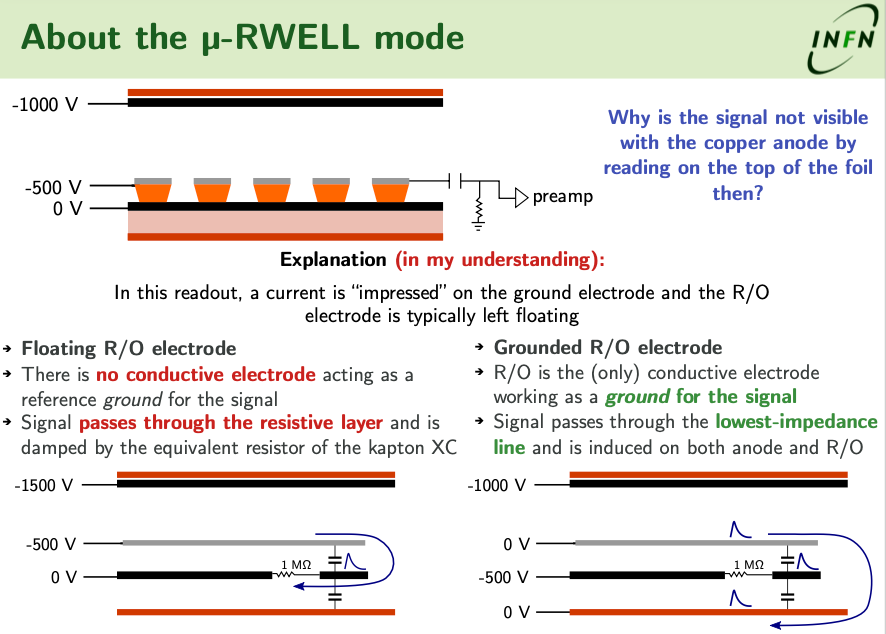 About the μ-RWELL mode
INFN
-1000 V
-500 V
0 V
preamp
Why is the signal not visible
with the copper anode by
reading on the top of the foil
then?
Explanation (in my understanding):
In this readout, a current is “impressed” on the ground electrode and the R/O
electrode is typically left floating
➔ Floating R/O electrode
➔ There is no conductive electrode acting as a
reference ground for the signal
➔ Signal passes through the resistive layer and is
damped by the equivalent resistor of the kapton XC
-1500 V
-500 V
1 MΩ
0 V
➔ Grounded R/O electrode
➔ R/O is the (only) conductive electrode
working as a ground for the signal
➔ Signal passes through the lowest-impedance
line and is induced on both anode and R/O
-1000 V
0 V
1 MΩ
-500 V
0 V